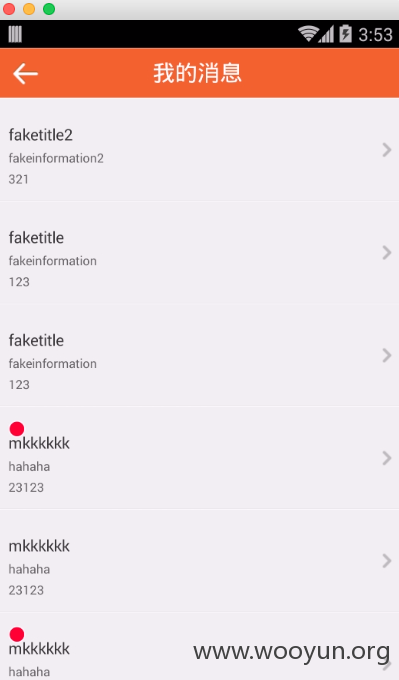 3:53
我的消息
faketitle2
fakeinformation2
321
faketitle
fakeinformation
123
faketitle
fakeinformation
123
mkkkkkk
hahaha
23123
mkkkkkk
hahaha
23123
mkkkkkk
hahaha
www.wooyun.org